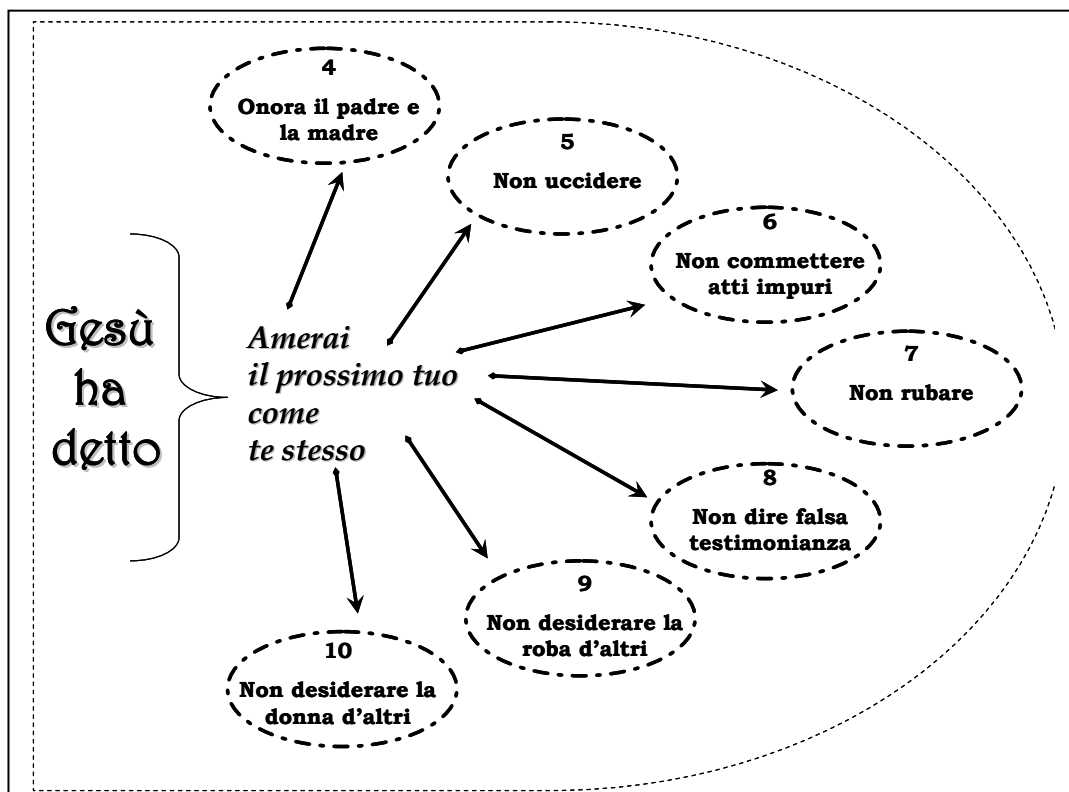 4
Onora il padre e
la madre
5
Non uccidere
6
Non commettere
atti impuri
Gesù
ha
detto
Amerai
il prossimo tuo
come
te stesso
7
Non rubare
8
Non dire falsa
testimonianza
9
Non desiderare la
roba d’altri
10
Non desiderare la
donna d’altri